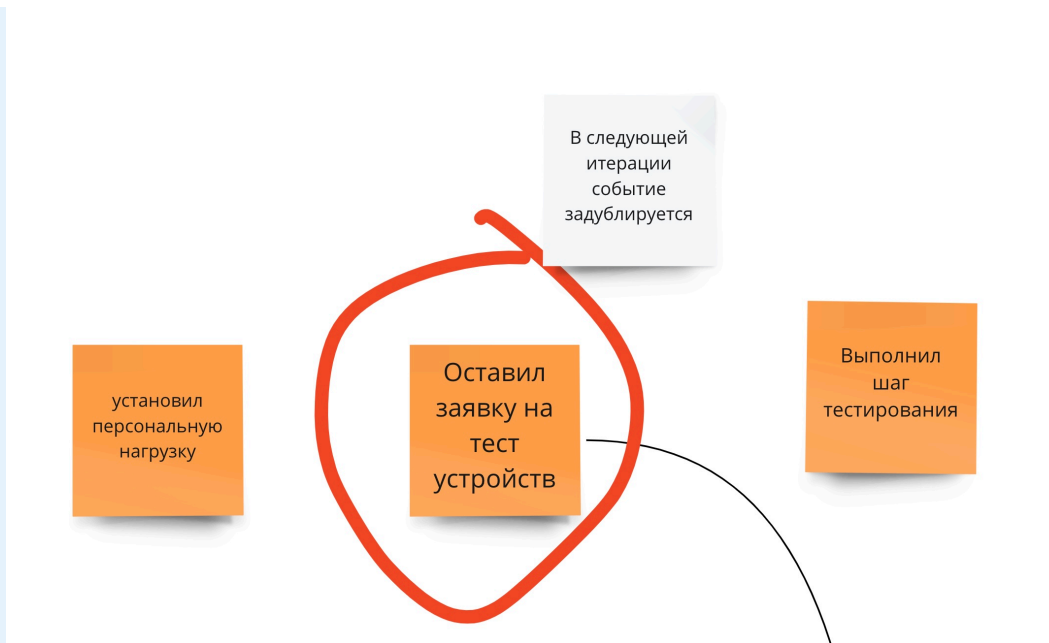 В следующей
итерации
событие
задублируется
установил
персональную
нагрузку
Оставил
заявку на
тест
устройств
Выполнил
шаг
тестирования